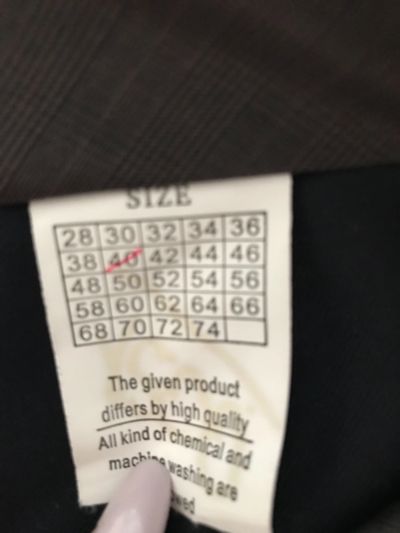 SIZE
28 30 32 34 36
38 40 42 44 46
48 50 52 54 56
58 60 62 64 66
68 70 72 74
The given product
differs by high quality
All kind of chemical and
machine washing are